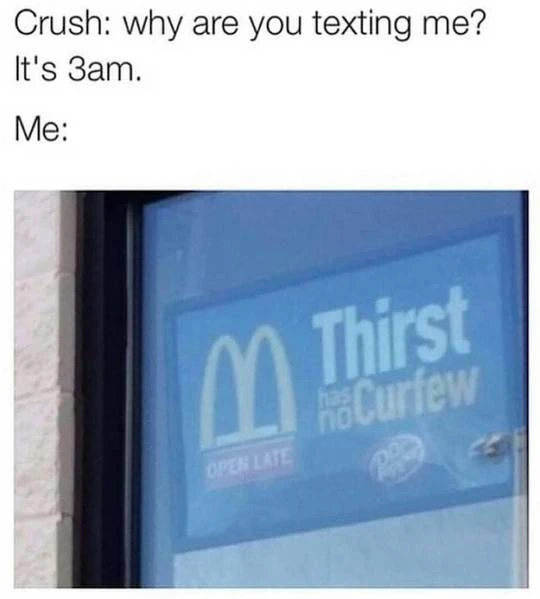 Crush: why are you texting me?
It's 3am.
Me:
Thirst
has
no Curfew
OPEN LATE